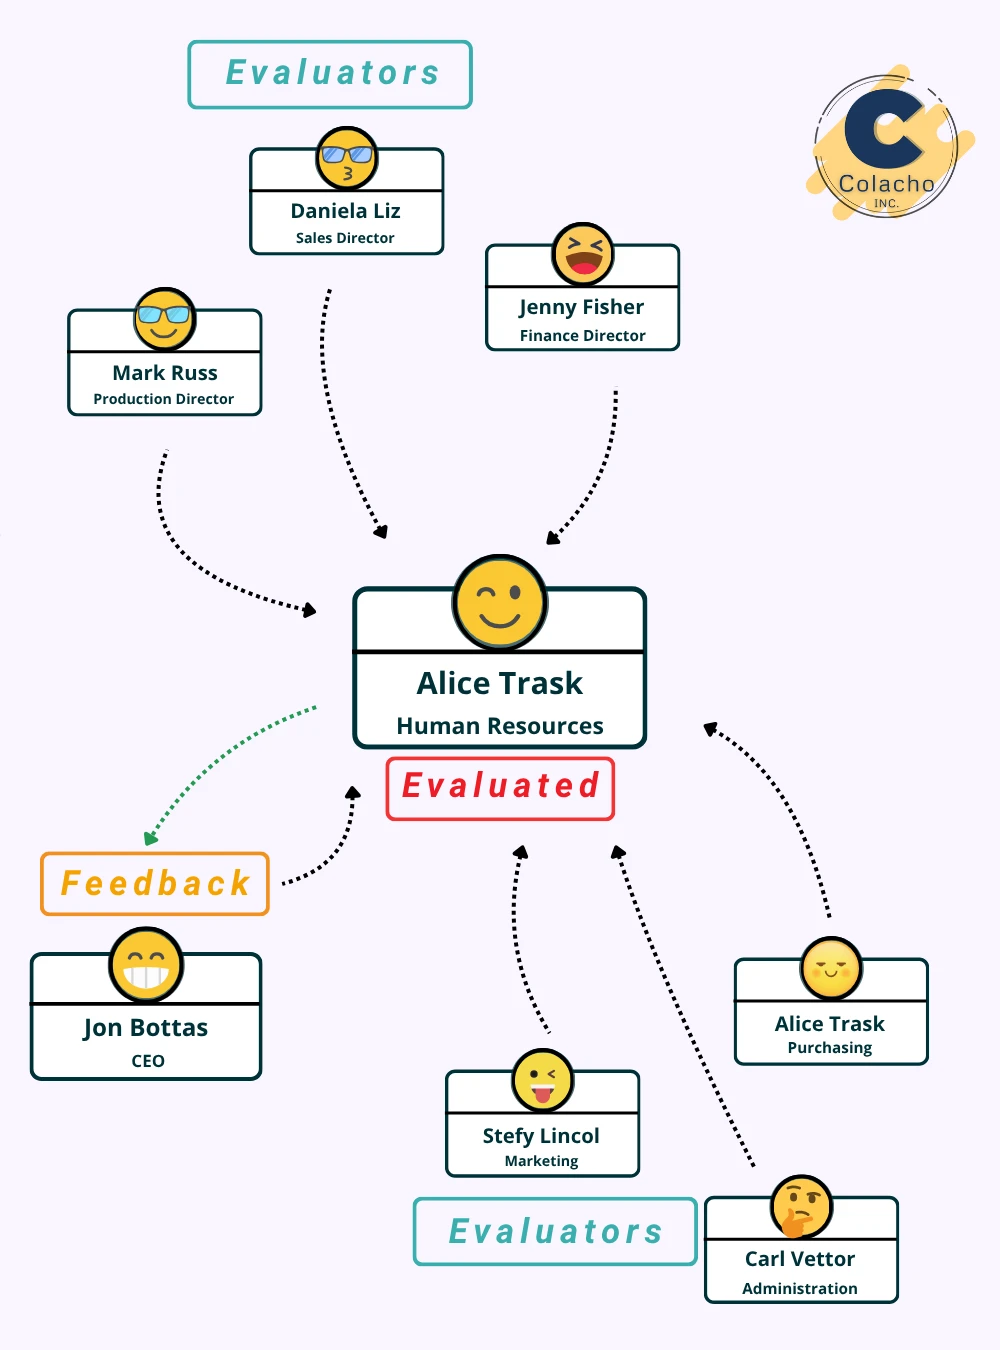 Evaluators
Colacho
INC.
Daniela Liz
Sales Director
Jenny Fisher
Finance Director
Mark Russ
Production Director
Alice Trask
Human Resources
Evaluated
Feedback
Jon Bottas
CEO
Alice Trask
Purchasing
Stefy Lincol
Marketing
Evaluators
Carl Vettor
Administration